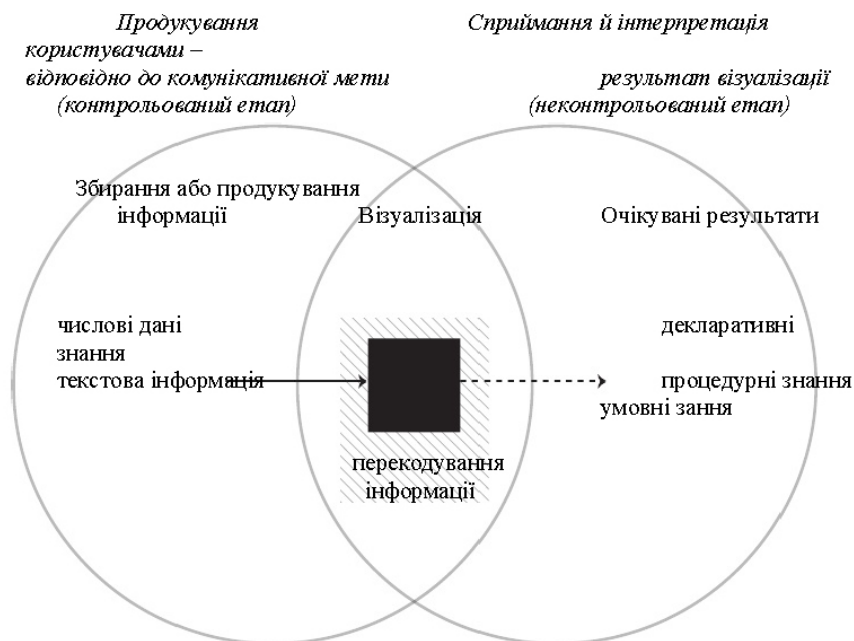 Продукування
користувачами –
відповідно до комунікативної мети
(контрольований етап)
Сприймання й інтерпретація
результат візуалізації
(неконтрольований етап)
Збирання або продукування
інформації
Візуалізація
Очікувані результати
числові дані
знання
текстова інформація
перекодування
інформації
декларативні
процедурні знання
умовні зання